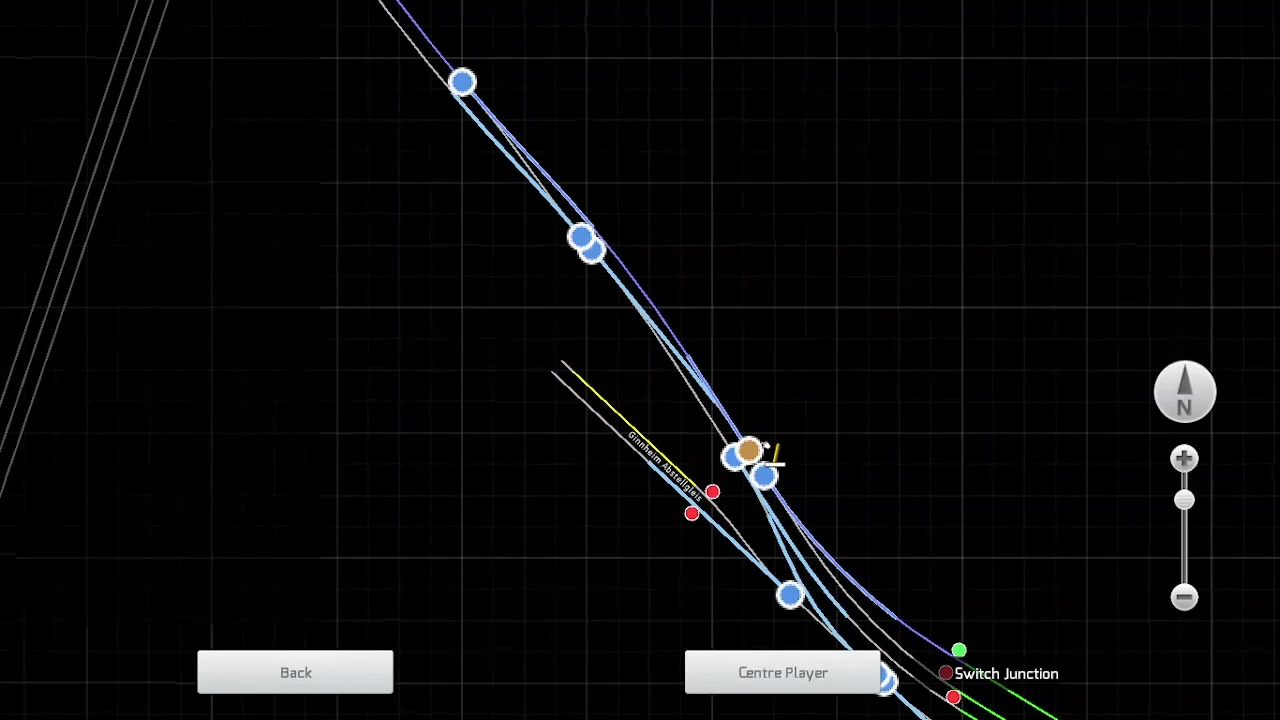 N
Ginnheim Abstellgleis
Back
Centre Player
Switch Junction